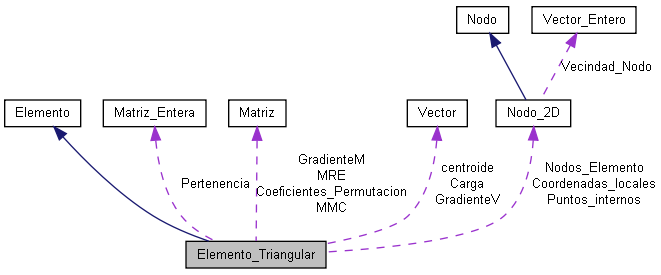 Nodo
Vector_Entero
Vecindad_Nodo
Elemento
Matriz_Entera
Matriz
Vector
Nodo_2D
Pertenencia
GradienteM
MRE
Coeficientes_Permutacion
MMC
centroide
Carga
GradienteV
Nodos_Elemento
Coordenadas_locales
Puntos_internos
Elemento_Triangular